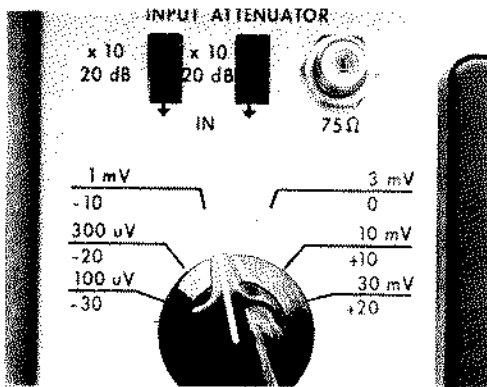 INPUT ATTENUATOR
x 10 x 10
20 dB 20 dB
IN 75Ω
1 mV 3 mV
-10 0
300 uV 10 mV
-20 +10
100 uV 30 mV
-30 +20